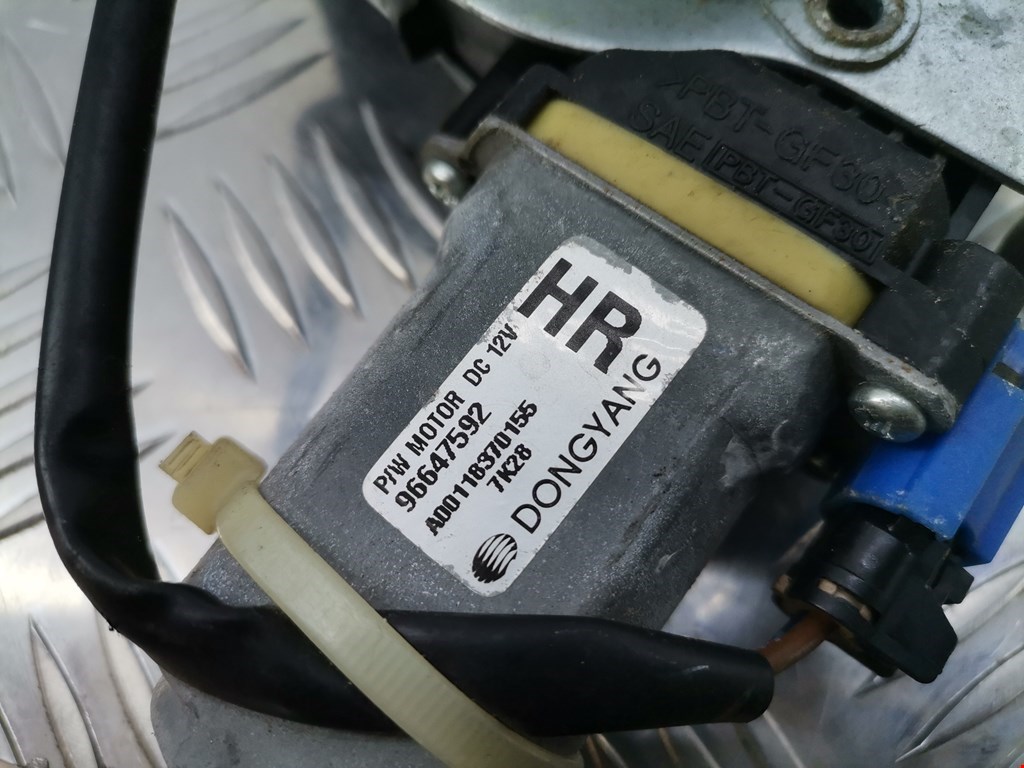 >PBT-GF30<
SAE |PBT-GF30|
HR
P/W MOTOR DC 12V
96647592
A00118370155
7K28
DONGYANG